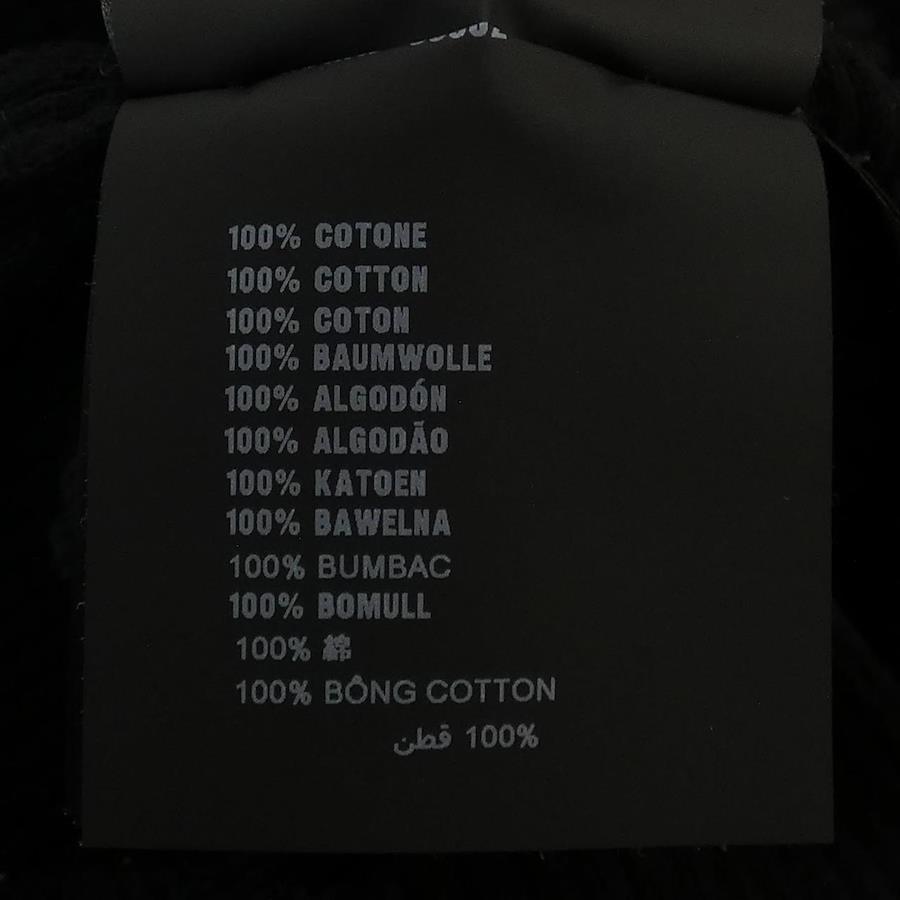 100% COTONE
100% COTTON
100% COTON
100% BAUMWOLLE
100% ALGODÓN
100% ALGODÃO
100% KATOEN
100% BAWELNA
100% BUMBAC
100% BOMULL
100% 綿
100% BÔNG COTTON
100% قطن